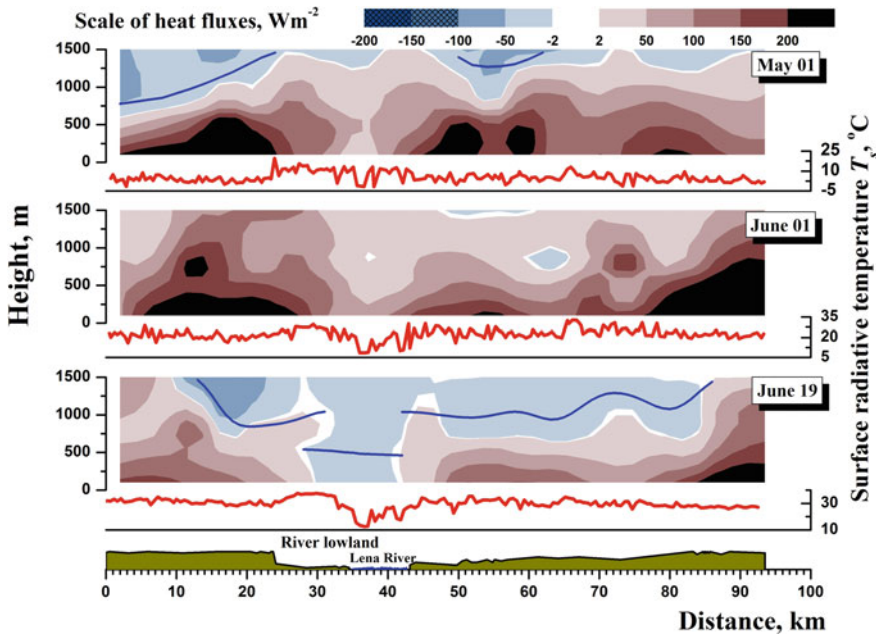 Scale of heat fluxes, Wm-2
-200 -150 -100 -50 -2 2 50 100 150 200
1500
1000
500
0
May 01
25
10
-5
1500
1000
500
0
June 01
35
20
5
1500
1000
500
0
June 19
30
10
Height, m
Surface radiative temperature Ts, °C
River lowland
Lena River
0 10 20 30 40 50 60 70 80 90 100
Distance, km